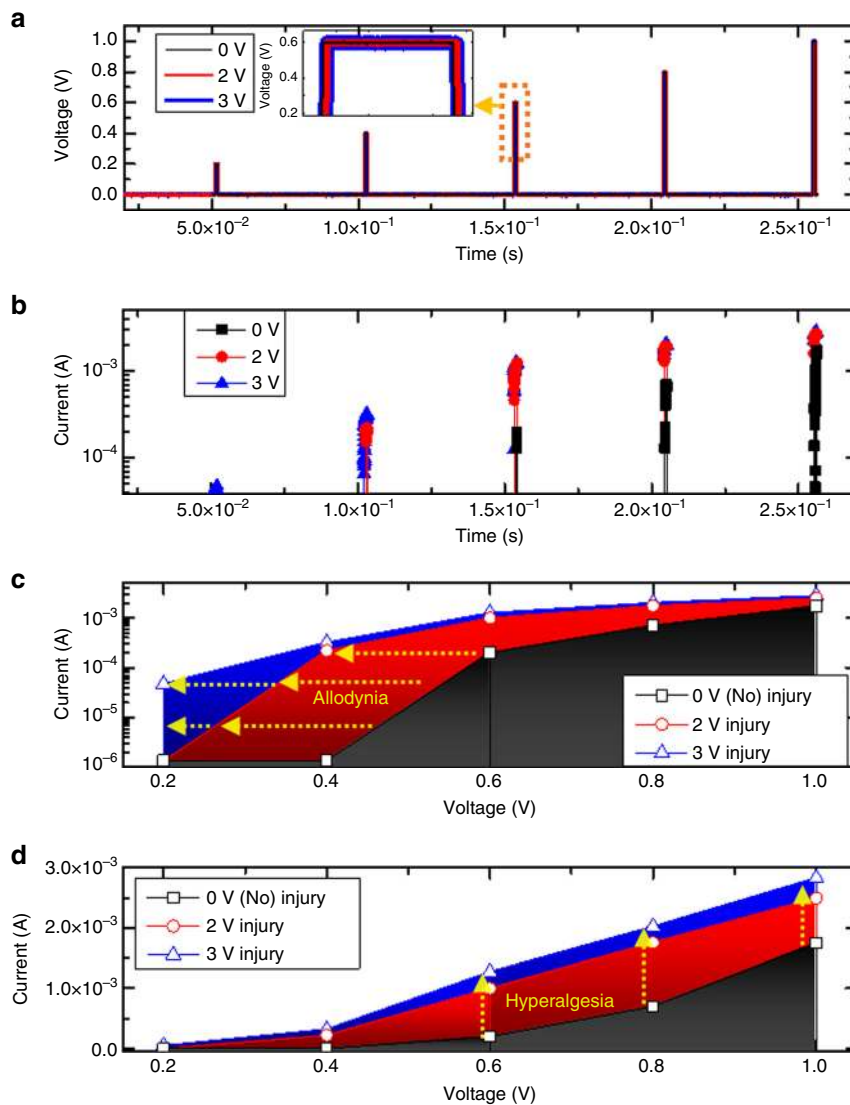 a
Voltage (V)
1.0
0.8
0.6
0.4
0.2
0.0
0 V
2 V
3 V
Voltage (V)
0.6
0.4
0.2
5.0×10⁻²
1.0×10⁻¹
1.5×10⁻¹
2.0×10⁻¹
2.5×10⁻¹
Time (s)
b
Current (A)
10⁻³
10⁻⁴
0 V
2 V
3 V
5.0×10⁻²
1.0×10⁻¹
1.5×10⁻¹
2.0×10⁻¹
2.5×10⁻¹
Time (s)
c
Current (A)
10⁻³
10⁻⁴
10⁻⁵
10⁻⁶
Allodynia
0 V (No) injury
2 V injury
3 V injury
0.2
0.4
0.6
0.8
1.0
Voltage (V)
d
Current (A)
3.0×10⁻³
2.0×10⁻³
1.0×10⁻³
0.0
0 V (No) injury
2 V injury
3 V injury
Hyperalgesia
0.2
0.4
0.6
0.8
1.0
Voltage (V)